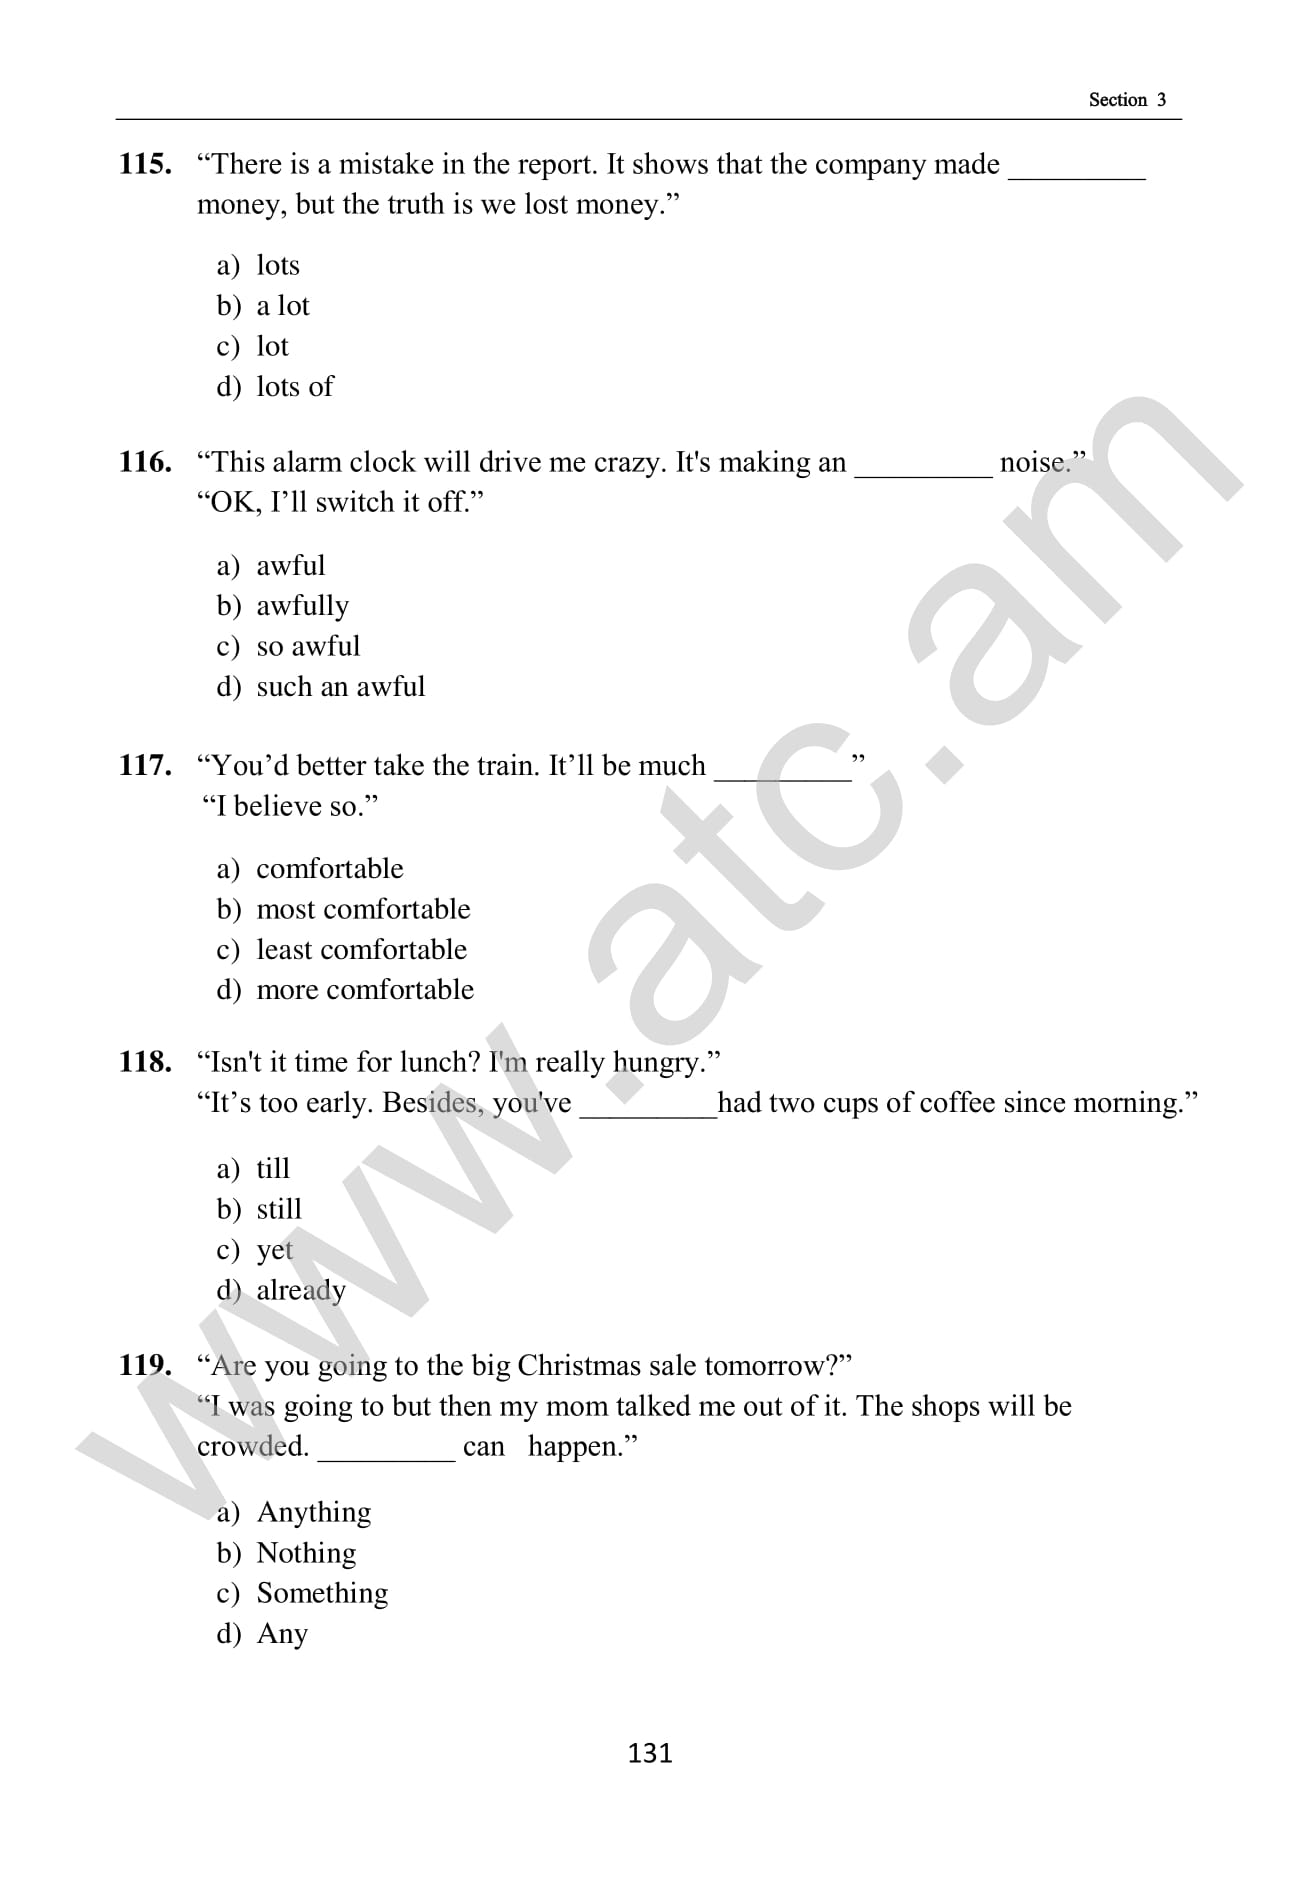 Section 3
115. “There is a mistake in the report. It shows that the company made _________
money, but the truth is we lost money.”
a) lots
b) a lot
c) lot
d) lots of
116. “This alarm clock will drive me crazy. It's making an _________ noise.”
“OK, I’ll switch it off.”
a) awful
b) awfully
c) so awful
d) such an awful
117. “You’d better take the train. It’ll be much _________”
“I believe so.”
a) comfortable
b) most comfortable
c) least comfortable
d) more comfortable
118. “Isn't it time for lunch? I'm really hungry.”
“It’s too early. Besides, you've _________had two cups of coffee since morning.”
a) till
b) still
c) yet
d) already
119. “Are you going to the big Christmas sale tomorrow?”
“I was going to but then my mom talked me out of it. The shops will be
crowded. _________ can happen.”
a) Anything
b) Nothing
c) Something
d) Any
131
www.atc.am